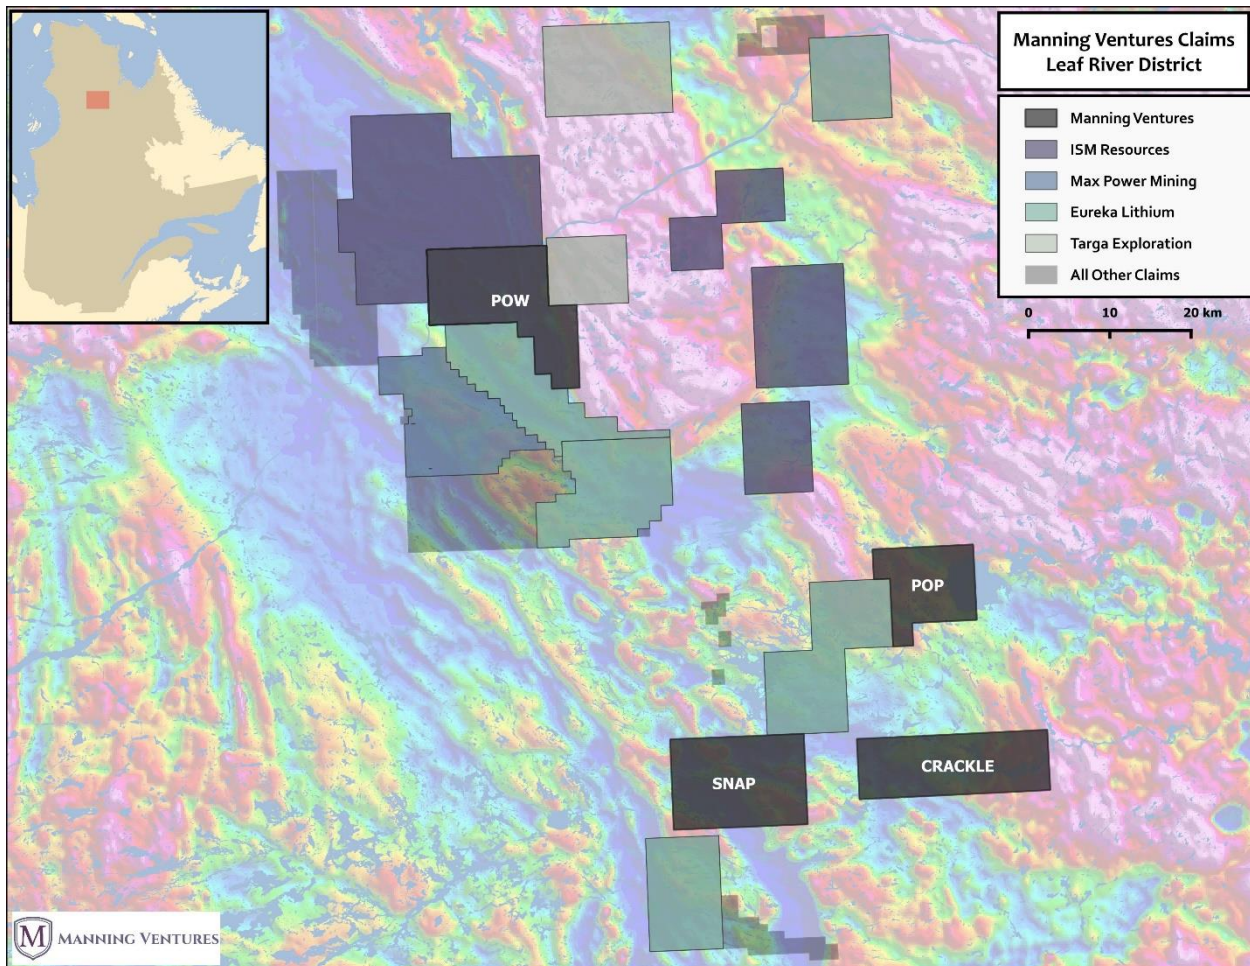 Manning Ventures Claims
Leaf River District
Manning Ventures
ISM Resources
Max Power Mining
Eureka Lithium
Targa Exploration
All Other Claims
0 10 20 km
POW
POP
SNAP
CRACKLE
M MANNING VENTURES